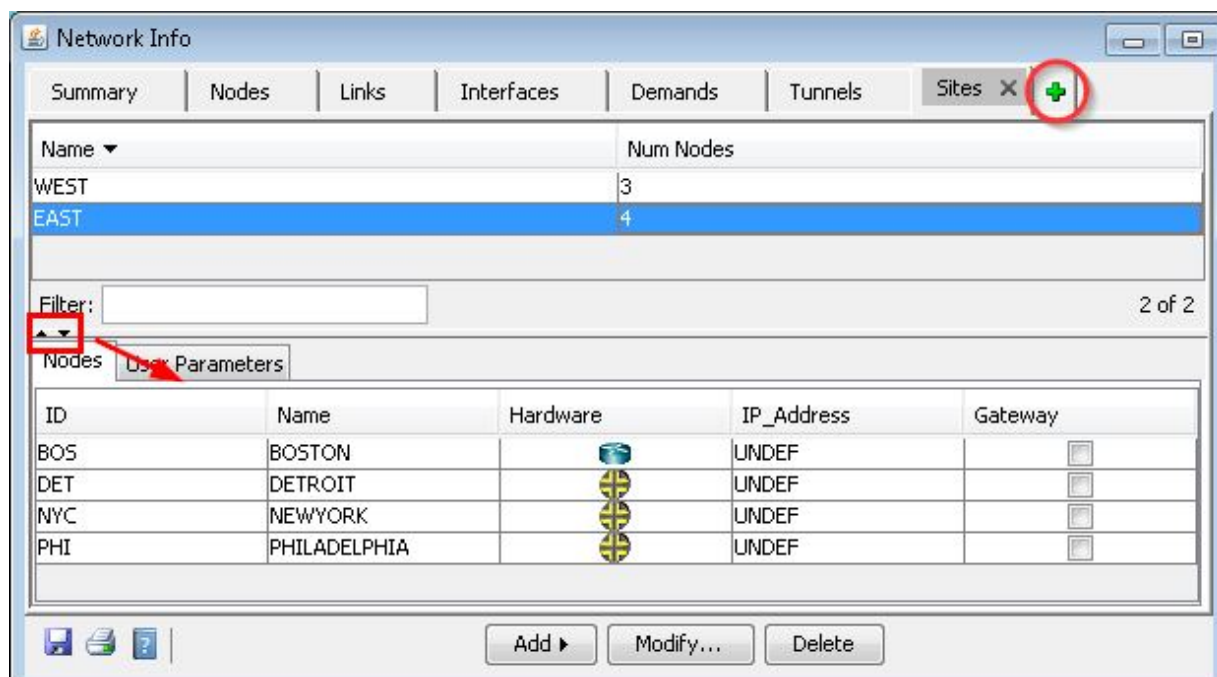 Network Info
Summary Nodes Links Interfaces Demands Tunnels Sites
Name Num Nodes
WEST 3
EAST 4
Filter: 2 of 2
Nodes User Parameters
ID Name Hardware IP_Address Gateway
BOS BOSTON UNDEF
DET DETROIT UNDEF
NYC NEWYORK UNDEF
PHI PHILADELPHIA UNDEF
Add Modify... Delete